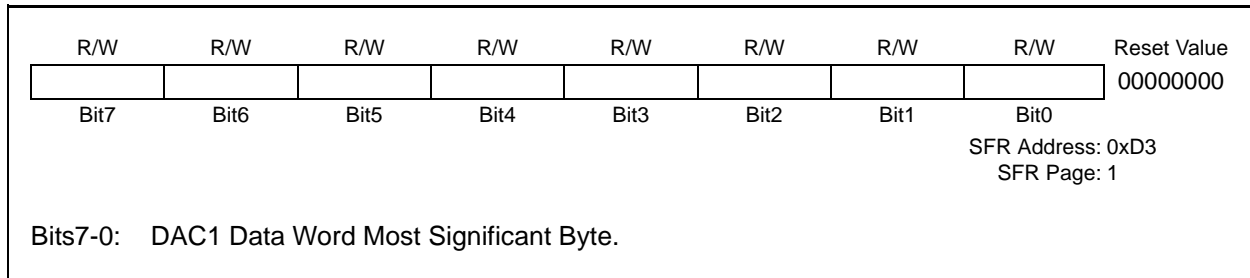 R/W R/W R/W R/W R/W R/W R/W R/W Reset Value
00000000
Bit7 Bit6 Bit5 Bit4 Bit3 Bit2 Bit1 Bit0
SFR Address: 0xD3
SFR Page: 1
Bits7-0: DAC1 Data Word Most Significant Byte.